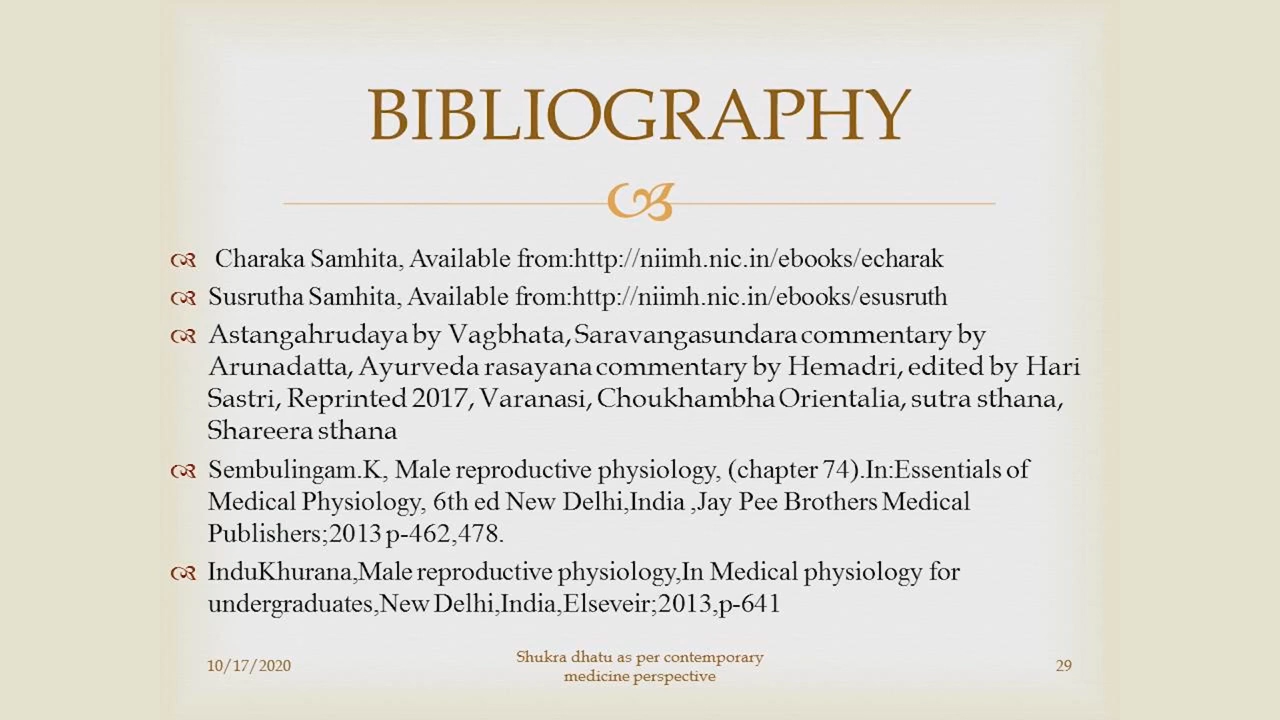 BIBLIOGRAPHY
Charaka Samhita, Available from:http://niimh.nic.in/ebooks/echarak
Susrutha Samhita, Available from:http://niimh.nic.in/ebooks/esusruth
Astangahrudaya by Vagbhata, Saravangasundara commentary by
Arunadatta, Ayurveda rasayana commentary by Hemadri, edited by Hari
Sastri, Reprinted 2017, Varanasi, Choukhambha Orientalia, sutra sthana,
Shareera sthana
Sembulingam.K, Male reproductive physiology, (chapter 74).In:Essentials of
Medical Physiology, 6th ed New Delhi,India ,Jay Pee Brothers Medical
Publishers;2013 p-462,478.
InduKhurana,Male reproductive physiology,In Medical physiology for
undergraduates,New Delhi,India,Elseveir;2013,p-641
10/17/2020
Shukra dhatu as per contemporary
medicine perspective
29